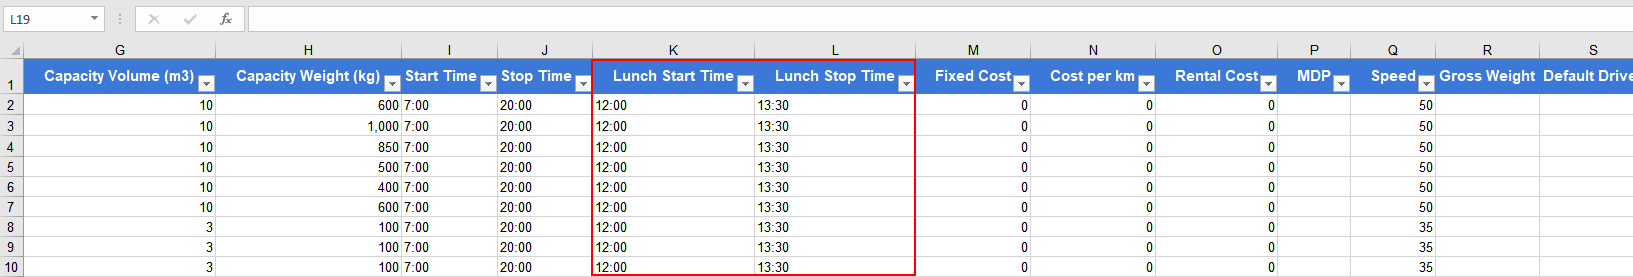 L19 fx
G H I J K L M N O P Q R S
1 Capacity Volume (m3) Capacity Weight (kg) Start Time Stop Time Lunch Start Time Lunch Stop Time Fixed Cost Cost per km Rental Cost MDP Speed Gross Weight Default Drive
2 10 600 7:00 20:00 12:00 13:30 0 0 0 50
3 10 1,000 7:00 20:00 12:00 13:30 0 0 0 50
4 10 850 7:00 20:00 12:00 13:30 0 0 0 50
5 10 500 7:00 20:00 12:00 13:30 0 0 0 50
6 10 400 7:00 20:00 12:00 13:30 0 0 0 50
7 10 600 7:00 20:00 12:00 13:30 0 0 0 50
8 3 100 7:00 20:00 12:00 13:30 0 0 0 35
9 3 100 7:00 20:00 12:00 13:30 0 0 0 35
10 3 100 7:00 20:00 12:00 13:30 0 0 0 35